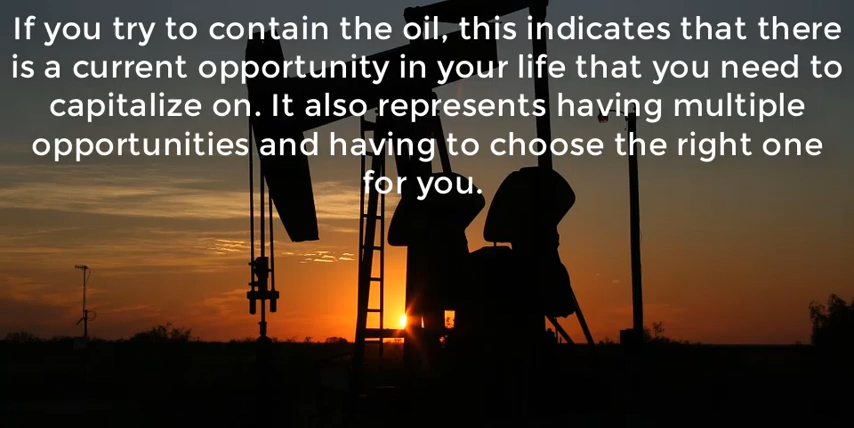 If you try to contain the oil, this indicates that there
is a current opportunity in your life that you need to
capitalize on. It also represents having multiple
opportunities and having to choose the right one
for you.